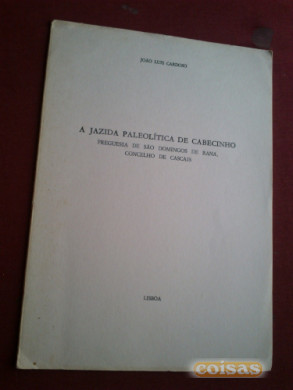 JOÃO LUIS CARDOSO
A JAZIDA PALEOLÍTICA DE CABECINHO
FREGUESIA DE SÃO DOMINGOS DE RANA,
CONCELHO DE CASCAIS
LISBOA
coisas